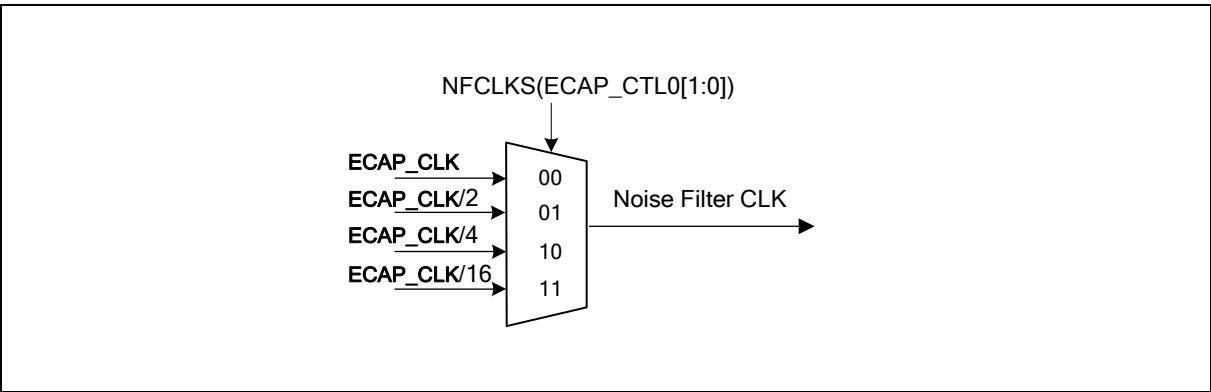 NFCLKS(ECAP_CTL0[1:0])
ECAP_CLK
00
ECAP_CLK/2
01
Noise Filter CLK
ECAP_CLK/4
10
ECAP_CLK/16
11